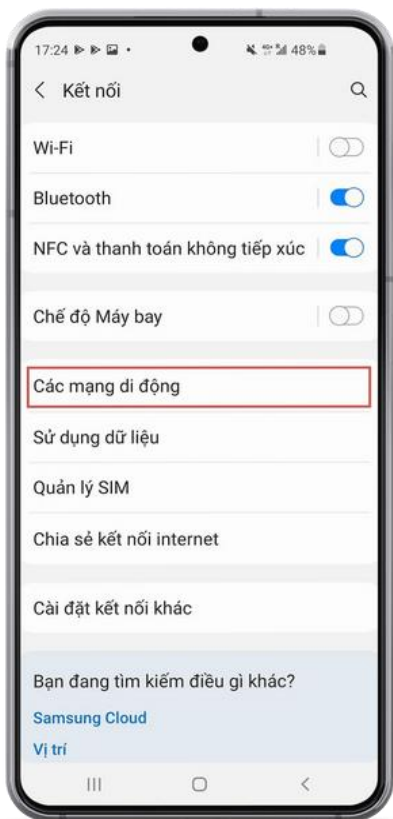 17:24
48%
Kết nối
Wi-Fi
Bluetooth
NFC và thanh toán không tiếp xúc
Chế độ Máy bay
Các mạng di động
Sử dụng dữ liệu
Quản lý SIM
Chia sẻ kết nối internet
Cài đặt kết nối khác
Bạn đang tìm kiếm điều gì khác?
Samsung Cloud
Vị trí